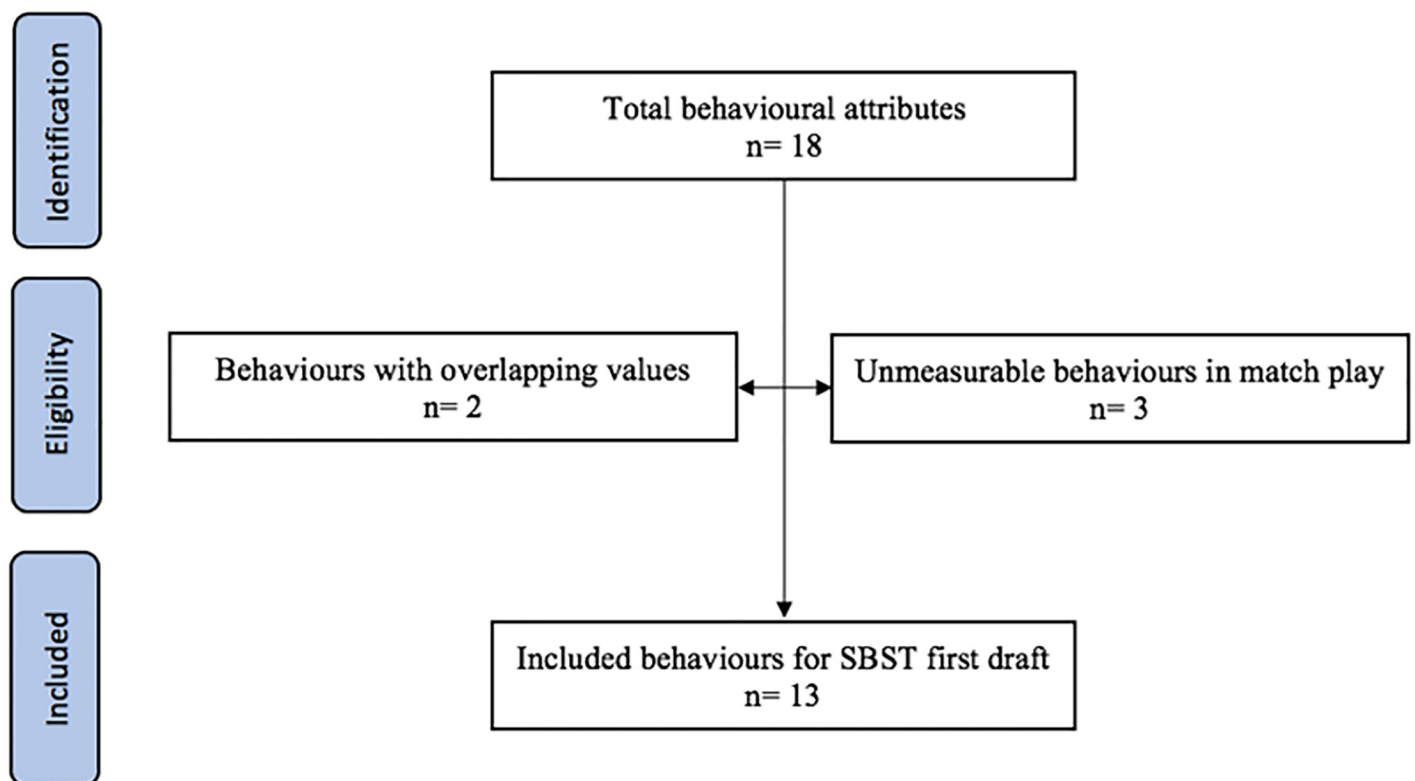 Identification
Total behavioural attributes
n= 18
Eligibility
Behaviours with overlapping values
n= 2
Unmeasurable behaviours in match play
n= 3
Included
Included behaviours for SBST first draft
n= 13